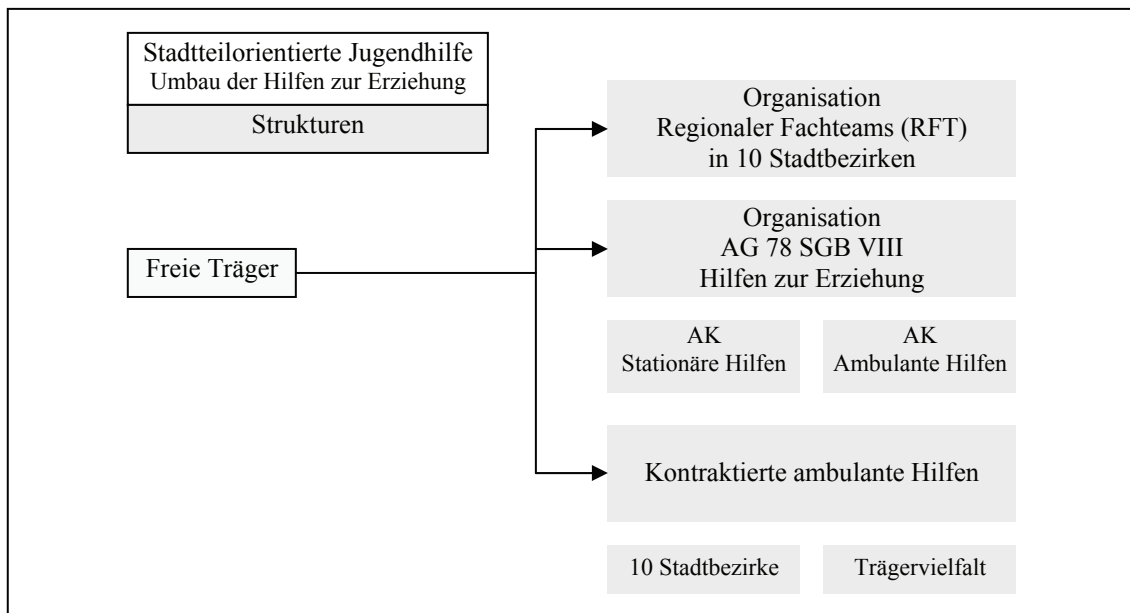 Stadtteilorientierte Jugendhilfe
Umbau der Hilfen zur Erziehung
Strukturen
Freie Träger
Organisation
Regionaler Fachteams (RFT)
in 10 Stadtbezirken
Organisation
AG 78 SGB VIII
Hilfen zur Erziehung
AK
Stationäre Hilfen
AK
Ambulante Hilfen
Kontraktierte ambulante Hilfen
10 Stadtbezirke
Trägervielfalt